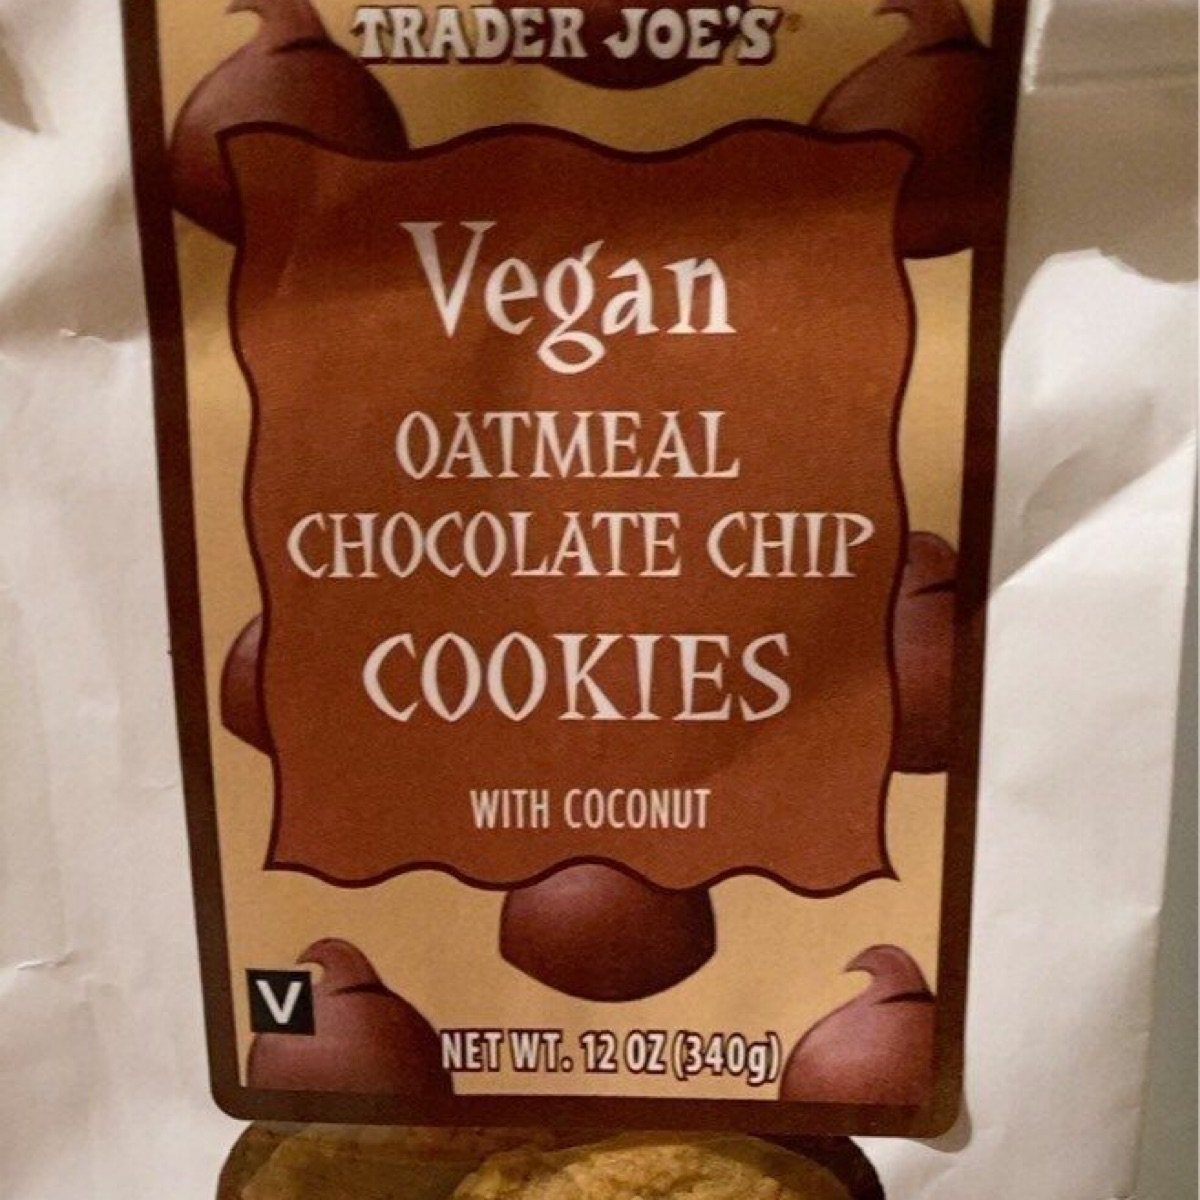 TRADER JOE'S
Vegan
OATMEAL
CHOCOLATE CHIP
COOKIES
WITH COCONUT
V
NET WT. 12 OZ (340g)